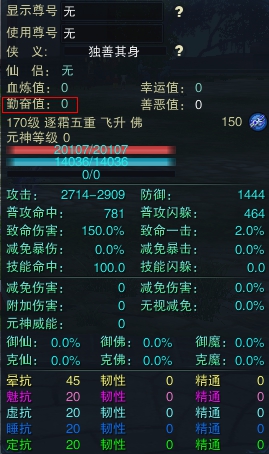 显示尊号 无 ?
使用尊号 无 ?
侠 义： 独善其身 ?
仙 侣： 无
血炼值： 0 幸运值： 0
勤奋值： 0 善恶值： 0
170级 逐霜五重 飞升 佛 150
元神等级 0
20107/20107
14036/14036
0/0
攻击： 2714-2909 防御： 1444
普攻命中： 781 普攻闪躲： 464
致命伤害： 150.0% 致命一击： 2.0%
减免暴伤： 0.0% 减免暴击： 0.0%
技能命中： 100.0 技能闪躲： 0.0
减免伤害： 0 减免伤害： 0.0%
附加伤害： 0 无视减免： 0.0%
元神威能： 0
御仙： 0.0% 御佛： 0.0% 御魔： 0.0%
克仙： 0.0% 克佛： 0.0% 克魔： 0.0%
晕抗 45 韧性 0 精通 0
魅抗 20 韧性 0 精通 0
虚抗 20 韧性 0 精通 0
睡抗 20 韧性 0 精通 0
定抗 20 韧性 0 精通 0